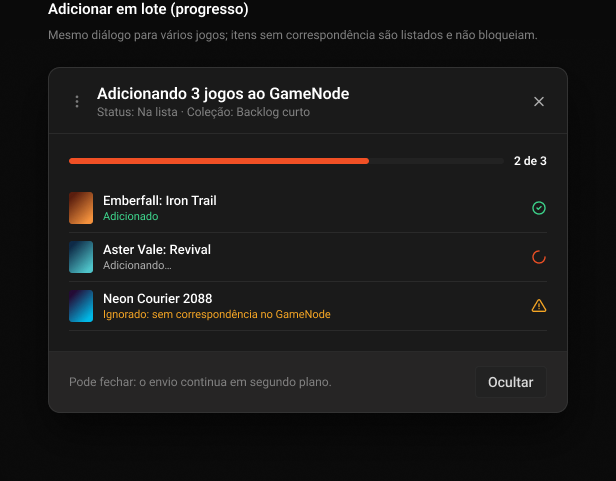 Adicionar em lote (progresso)
Mesmo diálogo para vários jogos; itens sem correspondência são listados e não bloqueiam.
Adicionando 3 jogos ao GameNode
Status: Na lista · Coleção: Backlog curto
2 de 3
Emberfall: Iron Trail
Adicionado
Aster Vale: Revival
Adicionando…
Neon Courier 2088
Ignorado: sem correspondência no GameNode
Pode fechar: o envio continua em segundo plano.
Ocultar